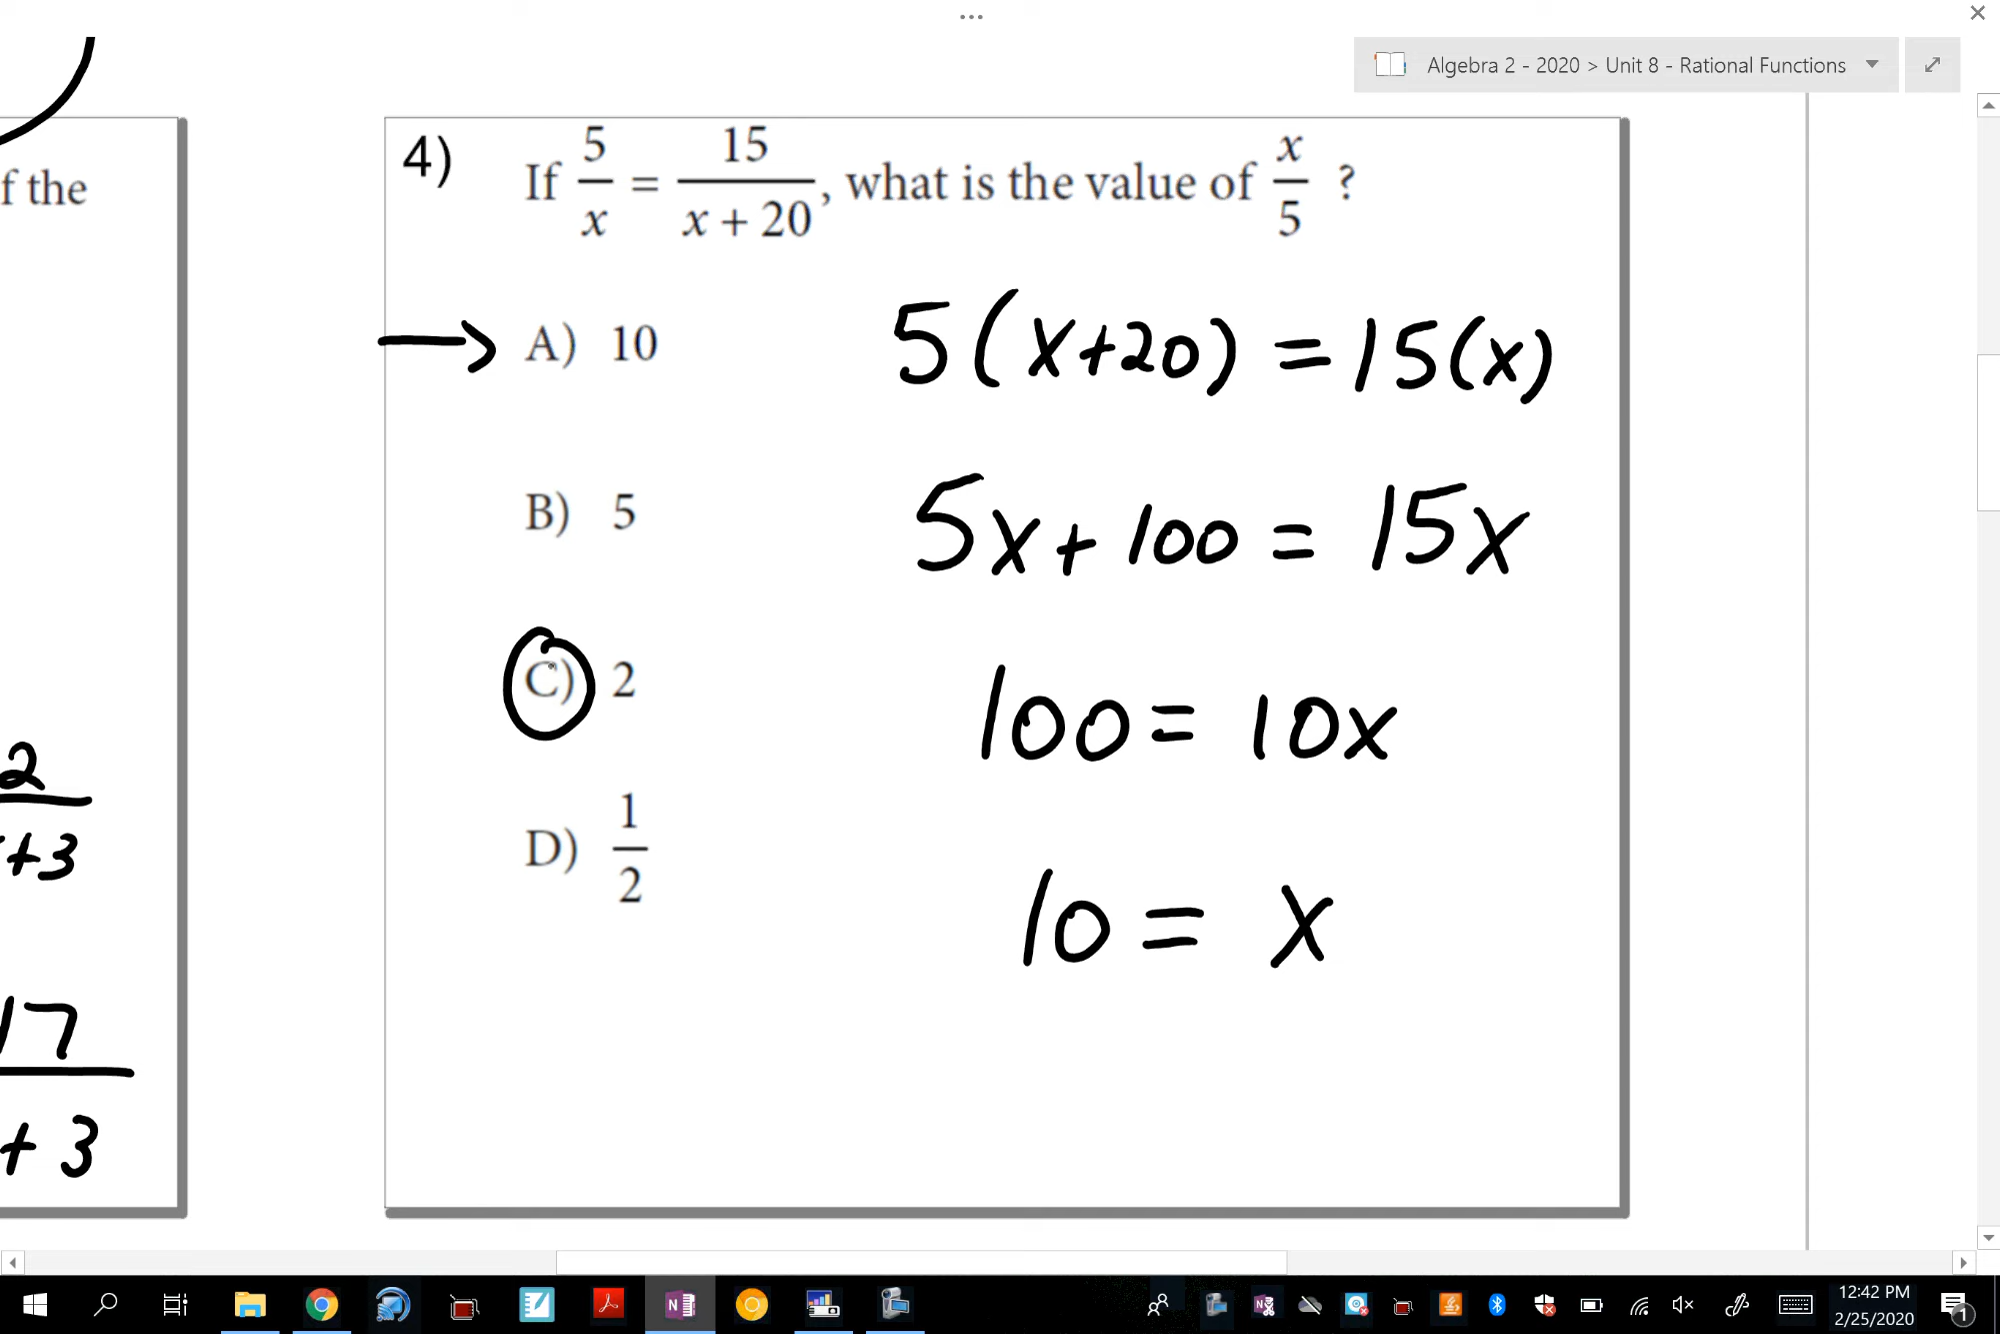 Algebra 2 - 2020 > Unit 8 - Rational Functions
f the
2
+3
17
+ 3
4) If 5/x = 15/(x + 20), what is the value of x/5 ?
A) 10
B) 5
C) 2
D) 1/2
5(x+20) = 15(x)
5x + 100 = 15x
100 = 10x
10 = x
12:42 PM
2/25/2020
1